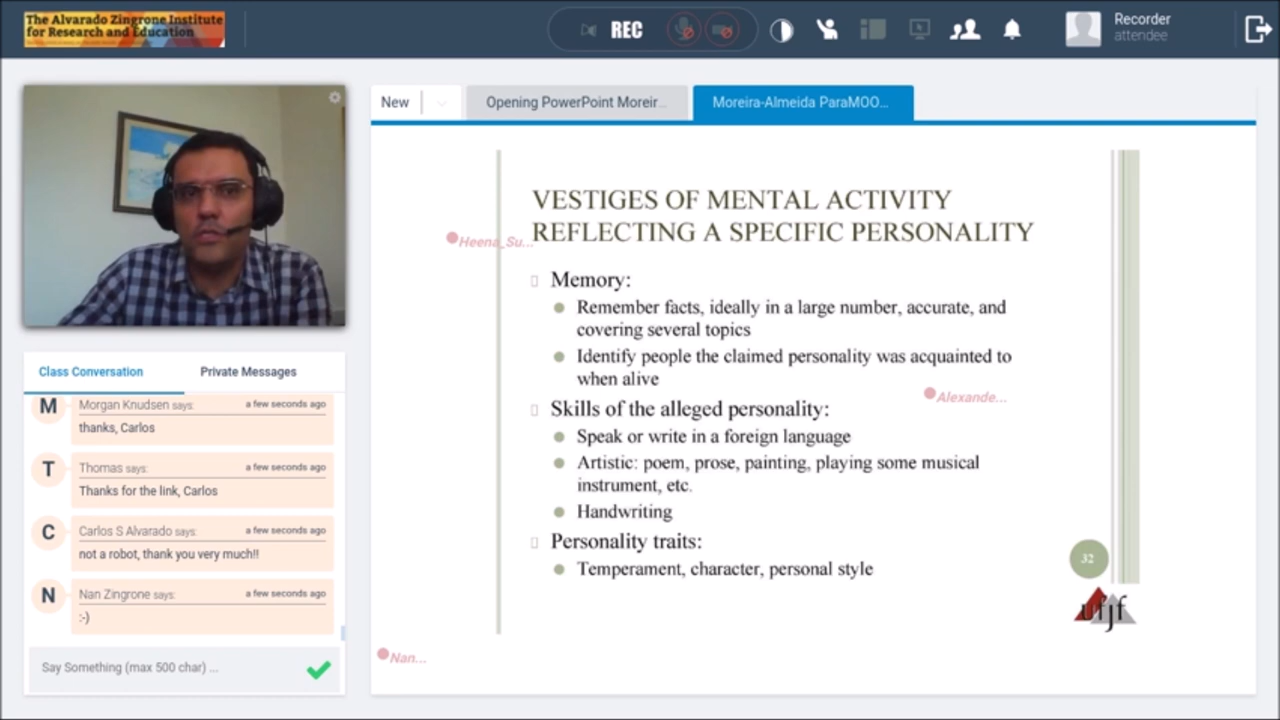 The Alvarado Zingrone Institute
for Research and Education
REC
Recorder
attendee
New
Opening PowerPoint Moreir...
Moreira-Almeida ParaMOO...
VESTIGES OF MENTAL ACTIVITY
REFLECTING A SPECIFIC PERSONALITY
Heena_Su...
Memory:
Remember facts, ideally in a large number, accurate, and
covering several topics
Identify people the claimed personality was acquainted to
when alive
Alexande...
Skills of the alleged personality:
Speak or write in a foreign language
Artistic: poem, prose, painting, playing some musical
instrument, etc.
Handwriting
Personality traits:
Temperament, character, personal style
32
ufjf
Nan...
Class Conversation
Private Messages
M
Morgan Knudsen says:
a few seconds ago
thanks, Carlos
T
Thomas says:
a few seconds ago
Thanks for the link, Carlos
C
Carlos S Alvarado says:
a few seconds ago
not a robot, thank you very much!!
N
Nan Zingrone says:
a few seconds ago
:-)
Say Something (max 500 char) ...